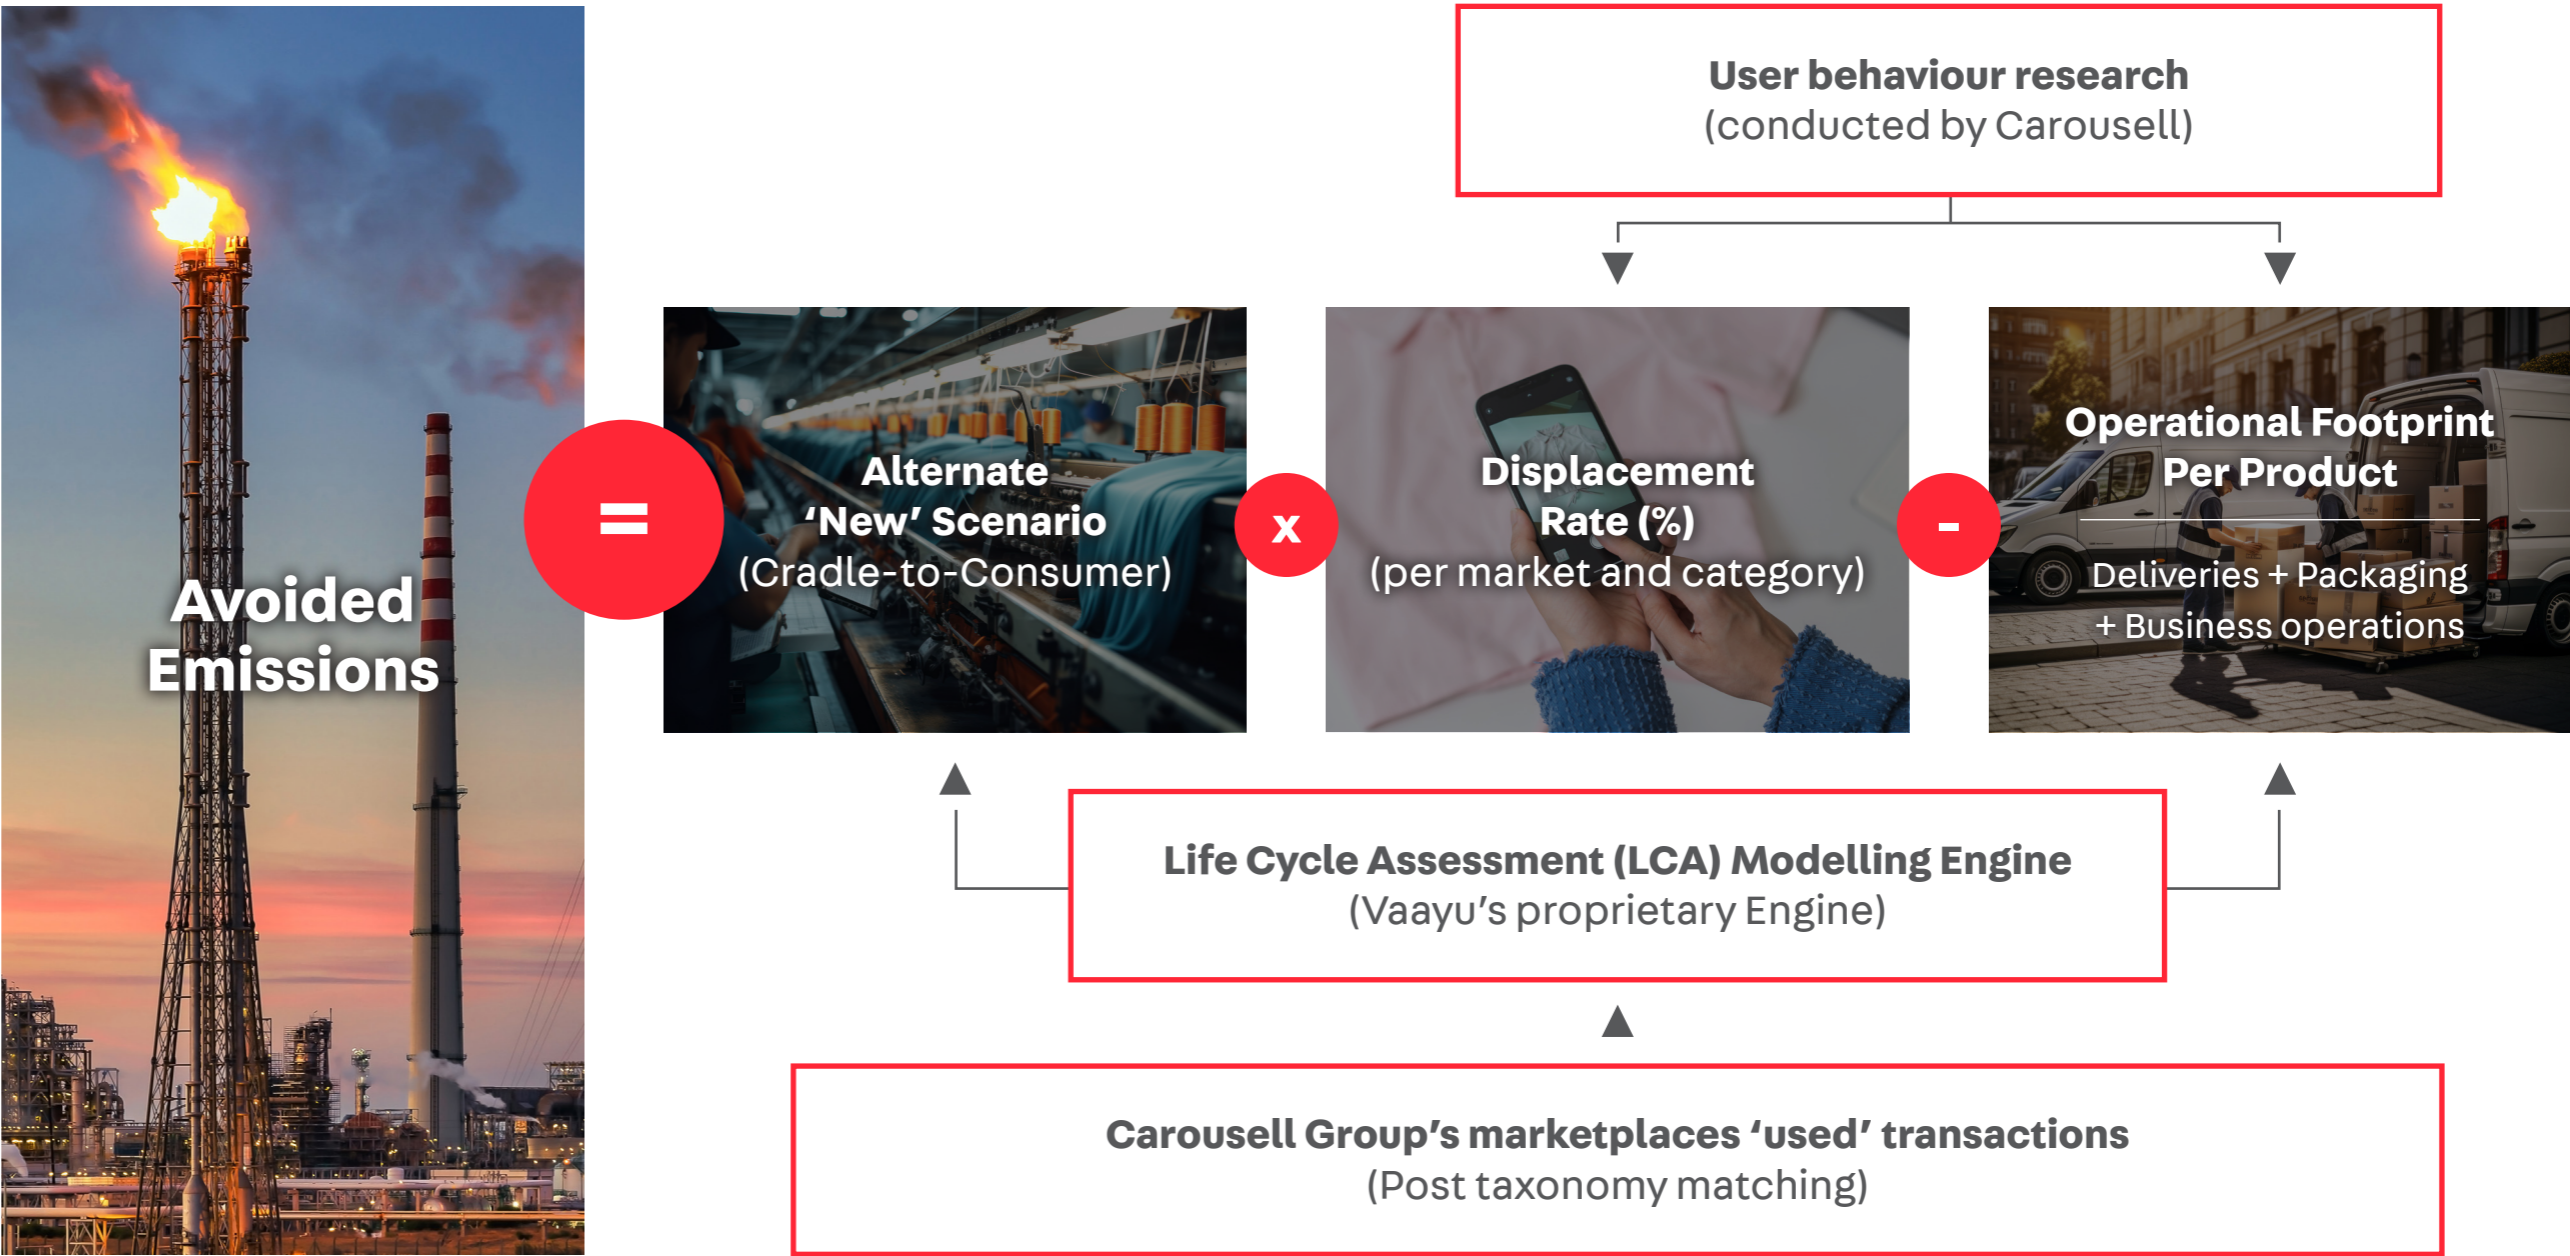 User behaviour research
(conducted by Carousell)
Avoided
Emissions
=
Alternate
‘New’ Scenario
(Cradle-to-Consumer)
x
Displacement
Rate (%)
(per market and category)
-
Operational Footprint
Per Product
Deliveries + Packaging
+ Business operations
Life Cycle Assessment (LCA) Modelling Engine
(Vaayu’s proprietary Engine)
Carousell Group’s marketplaces ‘used’ transactions
(Post taxonomy matching)